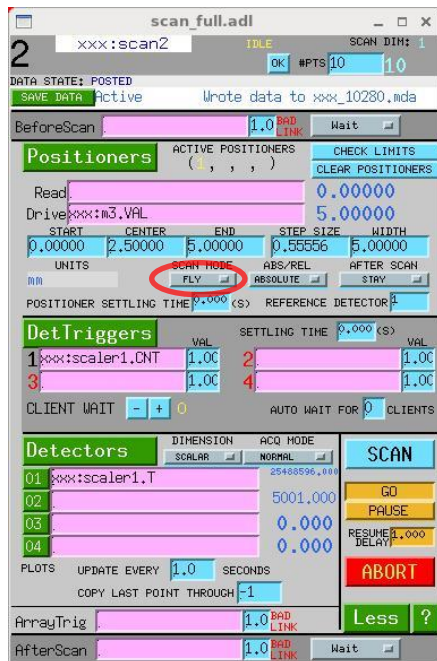 scan_full.adl
2 xxx:scan2 IDLE SCAN DIM: 1
OK #PTS 10 10
DATA STATE: POSTED
SAVE DATA Active Wrote data to xxx_10280.mda
BeforeScan 1.0 BAD LINK Wait
Positioners ACTIVE POSITIONERS CHECK LIMITS
(1, , , ) CLEAR POSITIONERS
Read 0.00000
Drive xxx:m3.VAL 5.00000
START CENTER END STEP SIZE WIDTH
0.00000 2.50000 5.00000 0.55556 5.00000
UNITS SCAN MODE ABS/REL AFTER SCAN
mm FLY ABSOLUTE STAY
POSITIONER SETTLING TIME 0.000 (S) REFERENCE DETECTOR 1
DetTriggers SETTLING TIME 0.000 (S)
VAL VAL
1 xxx:scaler1.CNT 1.00 2 1.00
3 1.00 4 1.00
CLIENT WAIT - + 0 AUTO WAIT FOR 0 CLIENTS
Detectors DIMENSION ACQ MODE SCAN
SCALAR NORMAL
01 xxx:scaler1.T 25488596.000
02 5001.000 GO
03 0.000 PAUSE
04 0.000 RESUME DELAY 1.000
PLOTS UPDATE EVERY 1.0 SECONDS ABORT
COPY LAST POINT THROUGH -1
ArrayTrig 1.0 BAD LINK Less ?
AfterScan 1.0 BAD LINK Wait